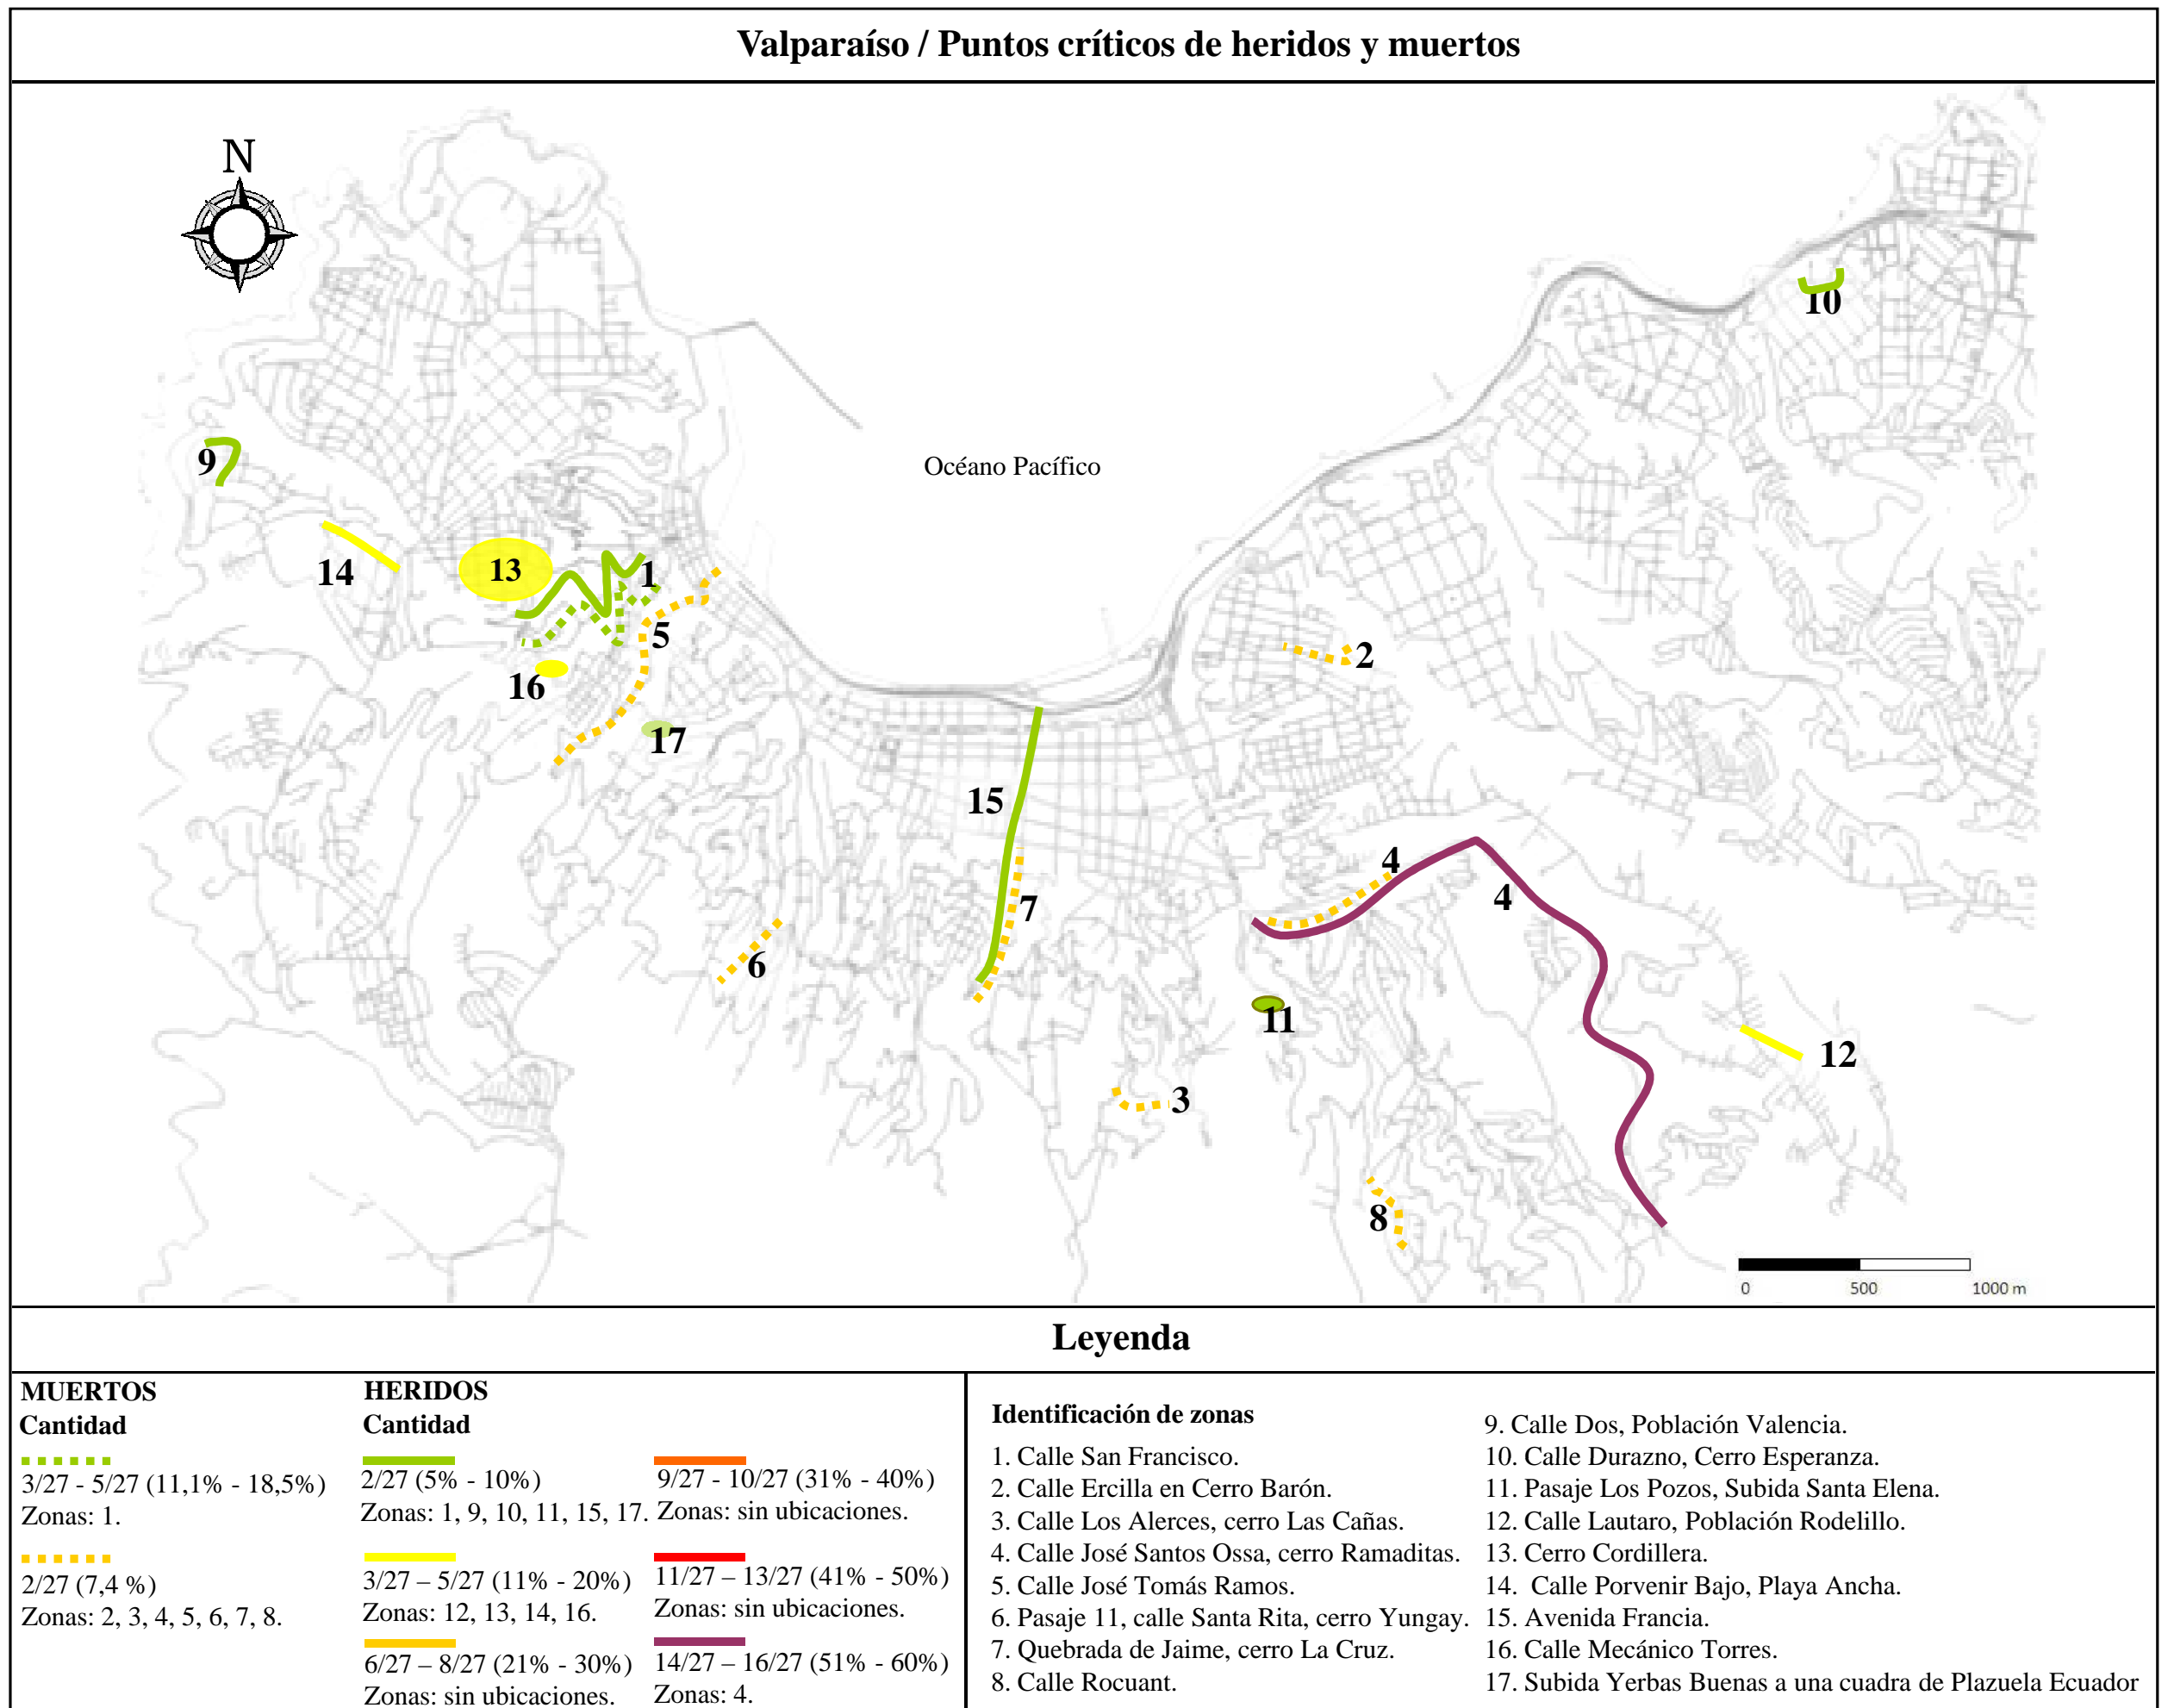 Valparaíso / Puntos críticos de heridos y muertos
N
10
Océano Pacífico
9
14
13
1
5
2
16
17
15
4
4
7
6
11
12
3
8
0 500 1000 m
Leyenda
MUERTOS
Cantidad
3/27 - 5/27 (11,1% - 18,5%)
Zonas: 1.
2/27 (7,4 %)
Zonas: 2, 3, 4, 5, 6, 7, 8.
HERIDOS
Cantidad
2/27 (5% - 10%)
Zonas: 1, 9, 10, 11, 15, 17.
3/27 – 5/27 (11% - 20%)
Zonas: 12, 13, 14, 16.
6/27 – 8/27 (21% - 30%)
Zonas: sin ubicaciones.
9/27 - 10/27 (31% - 40%)
Zonas: sin ubicaciones.
11/27 – 13/27 (41% - 50%)
Zonas: sin ubicaciones.
14/27 – 16/27 (51% - 60%)
Zonas: 4.
Identificación de zonas
1. Calle San Francisco.
2. Calle Ercilla en Cerro Barón.
3. Calle Los Alerces, cerro Las Cañas.
4. Calle José Santos Ossa, cerro Ramaditas.
5. Calle José Tomás Ramos.
6. Pasaje 11, calle Santa Rita, cerro Yungay.
7. Quebrada de Jaime, cerro La Cruz.
8. Calle Rocuant.
9. Calle Dos, Población Valencia.
10. Calle Durazno, Cerro Esperanza.
11. Pasaje Los Pozos, Subida Santa Elena.
12. Calle Lautaro, Población Rodelillo.
13. Cerro Cordillera.
14. Calle Porvenir Bajo, Playa Ancha.
15. Avenida Francia.
16. Calle Mecánico Torres.
17. Subida Yerbas Buenas a una cuadra de Plazuela Ecuador